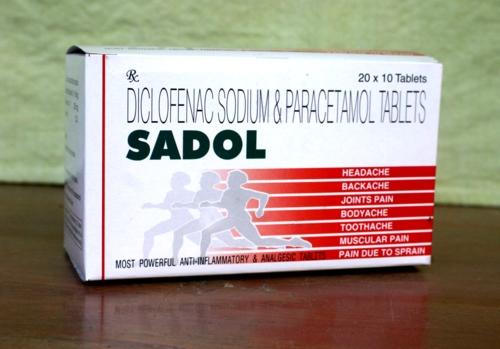 Rx
20 x 10 Tablets
DICLOFENAC SODIUM & PARACETAMOL TABLETS
SADOL
HEADACHE
BACKACHE
JOINTS PAIN
BODYACHE
TOOTHACHE
MUSCULAR PAIN
PAIN DUE TO SPRAIN
MOST POWERFUL ANTI-INFLAMMATORY & ANALGESIC TABLETS